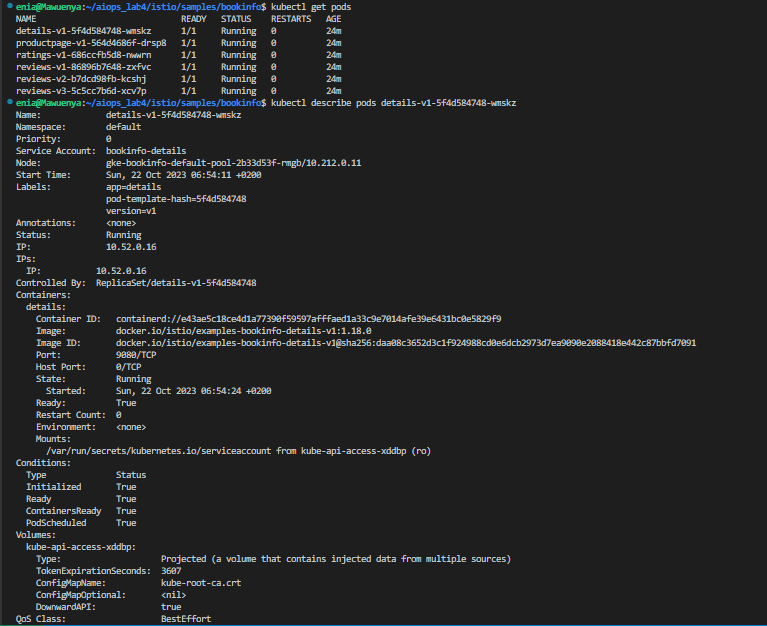 enia@Mawuenya:~/aiops_lab4/istio/samples/bookinfo$ kubectl get pods
NAME READY STATUS RESTARTS AGE
details-v1-5f4d584748-wmskz 1/1 Running 0 24m
productpage-v1-564d4686f-drsp8 1/1 Running 0 24m
ratings-v1-686ccfb5d8-nwwrn 1/1 Running 0 24m
reviews-v1-86896b7648-zxfvc 1/1 Running 0 24m
reviews-v2-b7dcd98fb-kcshj 1/1 Running 0 24m
reviews-v3-5c5cc7b6d-xcv7p 1/1 Running 0 24m
enia@Mawuenya:~/aiops_lab4/istio/samples/bookinfo$ kubectl describe pods details-v1-5f4d584748-wmskz
Name: details-v1-5f4d584748-wmskz
Namespace: default
Priority: 0
Service Account: bookinfo-details
Node: gke-bookinfo-default-pool-2b33d53f-rmgb/10.212.0.11
Start Time: Sun, 22 Oct 2023 06:54:11 +0200
Labels: app=details
pod-template-hash=5f4d584748
version=v1
Annotations: <none>
Status: Running
IP: 10.52.0.16
IPs:
IP: 10.52.0.16
Controlled By: ReplicaSet/details-v1-5f4d584748
Containers:
details:
Container ID: containerd://e43ae5c18ce4d1a77390f59597afffaed1a33c9e7014afe39e6431bc0e5829f9
Image: docker.io/istio/examples-bookinfo-details-v1:1.18.0
Image ID: docker.io/istio/examples-bookinfo-details-v1@sha256:daa08c3652d3c1f924988cd0e6dcb2973d7ea9090e2088418e442c87bbfd7091
Port: 9080/TCP
Host Port: 0/TCP
State: Running
Started: Sun, 22 Oct 2023 06:54:24 +0200
Ready: True
Restart Count: 0
Environment: <none>
Mounts:
/var/run/secrets/kubernetes.io/serviceaccount from kube-api-access-xddbp (ro)
Conditions:
Type Status
Initialized True
Ready True
ContainersReady True
PodScheduled True
Volumes:
kube-api-access-xddbp:
Type: Projected (a volume that contains injected data from multiple sources)
TokenExpirationSeconds: 3607
ConfigMapName: kube-root-ca.crt
ConfigMapOptional: <nil>
DownwardAPI: true
QoS Class: BestEffort